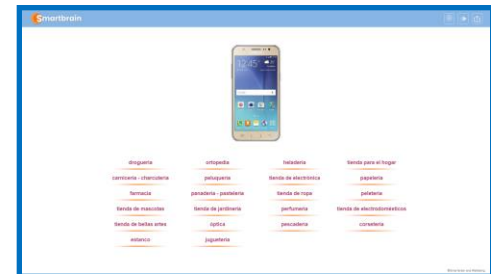 Smartbrain
12:45
droguería ortopedia heladería tienda para el hogar
carnicería - charcutería peluquería tienda de electrónica papelería
farmacia panadería - pastelería tienda de ropa peletería
tienda de mascotas tienda de jardinería perfumería tienda de electrodomésticos
tienda de bellas artes óptica pescadería corsetería
estanco juguetería